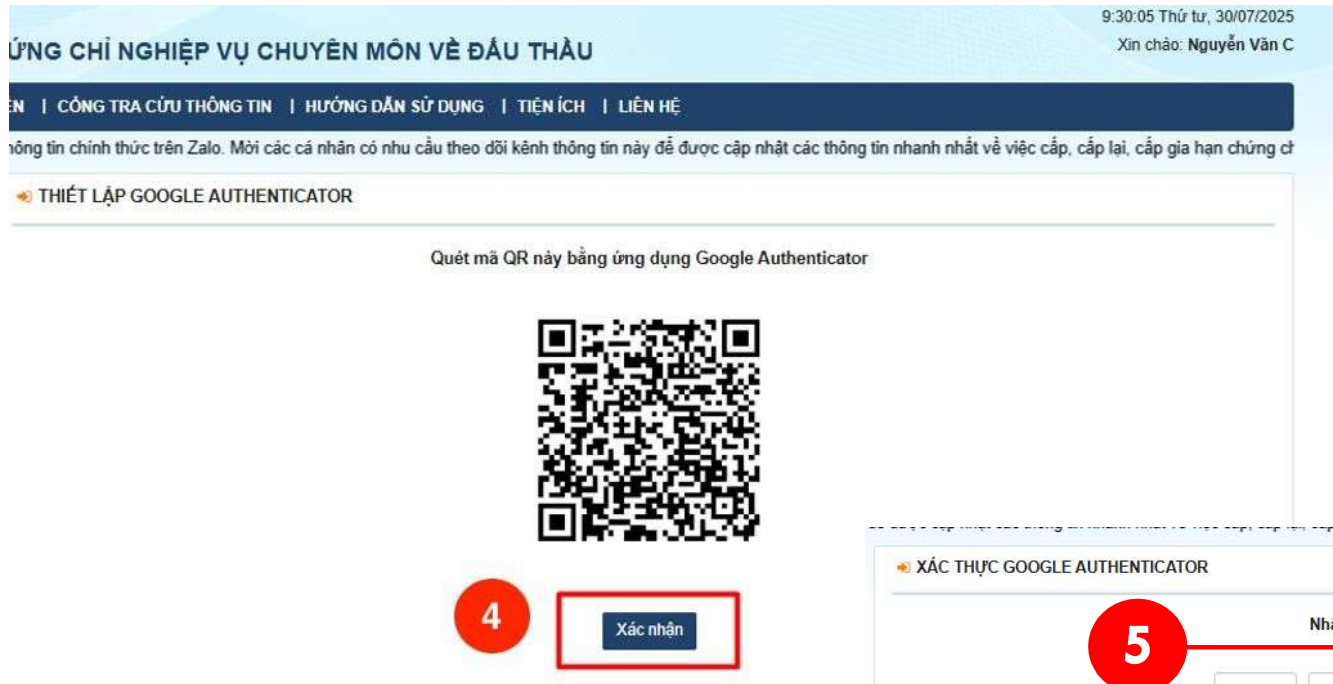 9:30:05 Thứ tư, 30/07/2025
ỨNG CHỈ NGHIỆP VỤ CHUYÊN MÔN VỀ ĐẤU THẦU
Xin chào: Nguyễn Văn C
| CỔNG TRA CỨU THÔNG TIN | HƯỚNG DẪN SỬ DỤNG | TIỆN ÍCH | LIÊN HỆ
tin chính thức trên Zalo. Mời các cá nhân có nhu cầu theo dõi kênh thông tin này để được cập nhật các thông tin nhanh nhất về việc cấp, cấp lại, cấp gia hạn chứng
THIẾT LẬP GOOGLE AUTHENTICATOR
Quét mã QR này bằng ứng dụng Google Authenticator
XÁC THỰC GOOGLE AUTHENTICATOR
4
Xác nhận
5